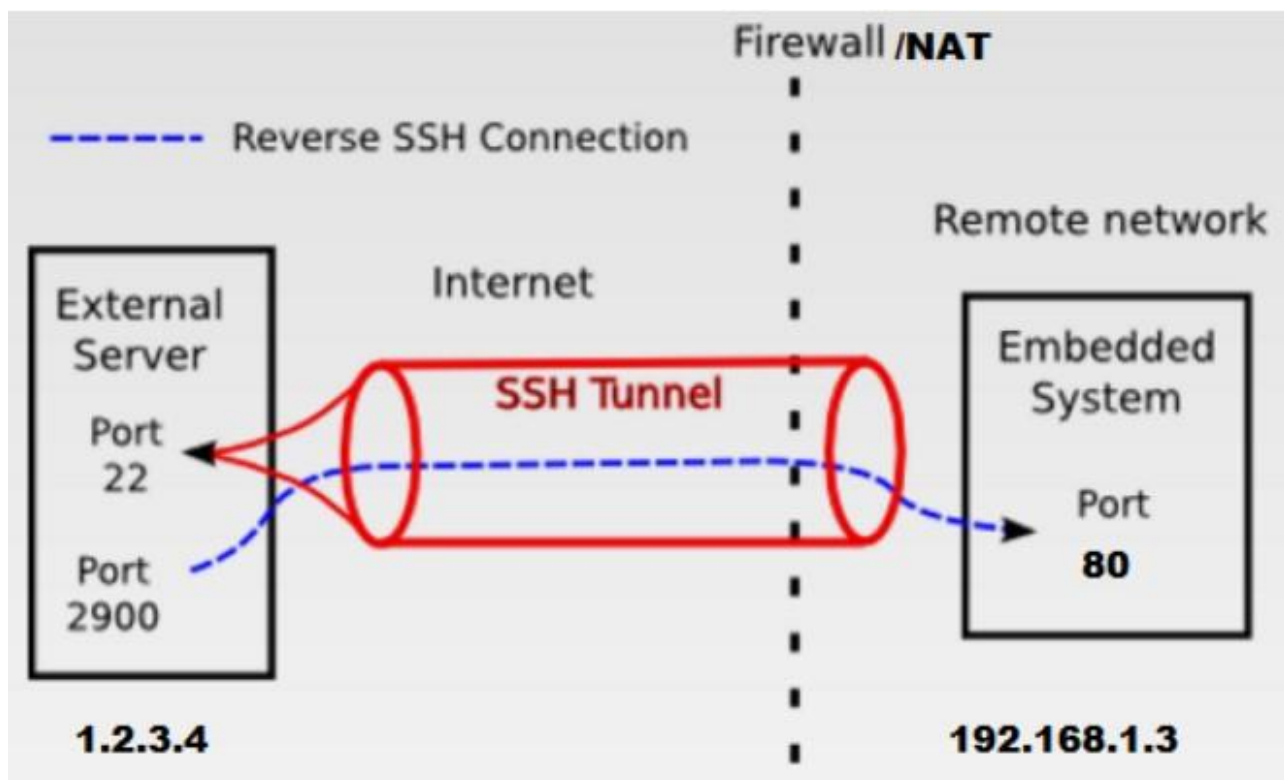 Firewall /NAT
Reverse SSH Connection
Remote network
Internet
External
Server
Embedded
System
SSH Tunnel
Port
22
Port
80
Port
2900
1.2.3.4
192.168.1.3